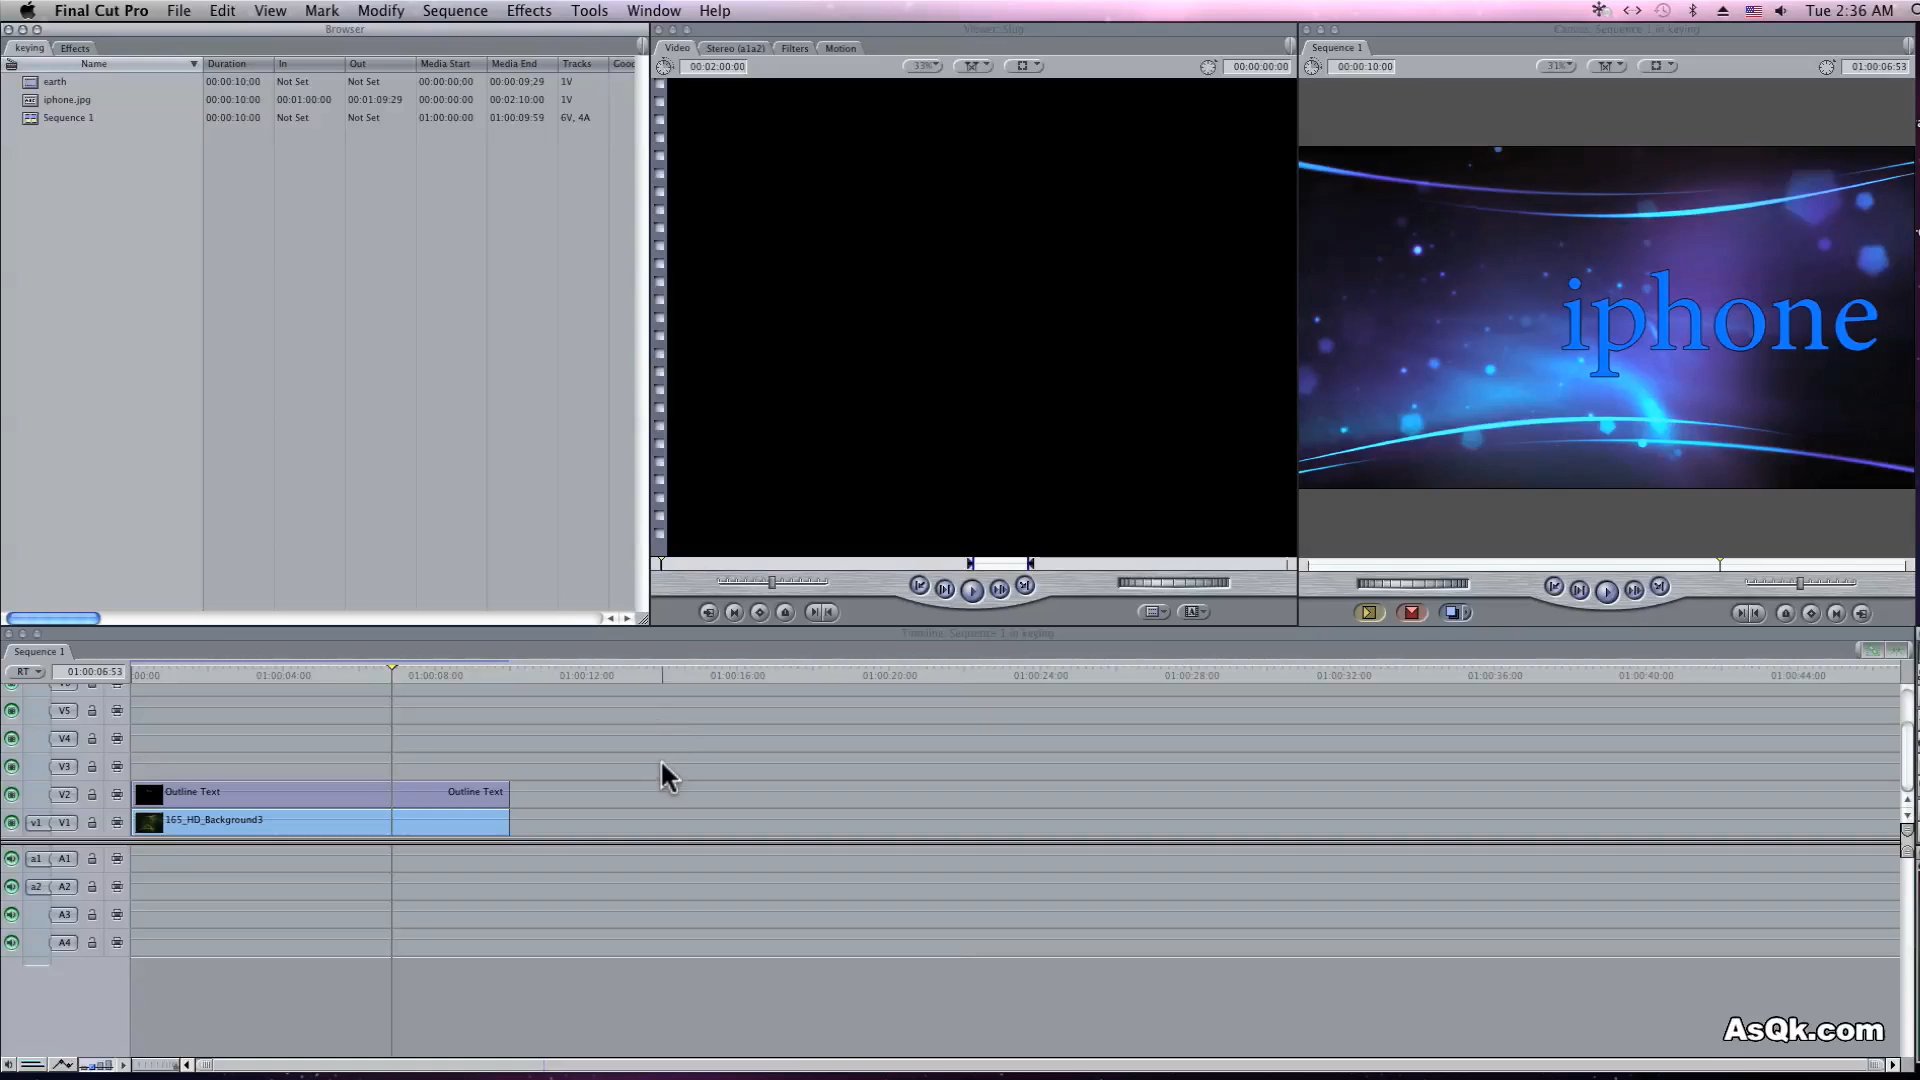 Final Cut Pro File Edit View Mark Modify Sequence Effects Tools Window Help Tue 2:36 AM
Browser
keying Effects
Name Duration In Out Media Start Media End Tracks Good
earth 00:00:10;00 Not Set Not Set 00:00:00;00 00:00:09;29 1V
iphone.jpg 00:00:10:00 00:01:00:00 00:01:09:29 00:00:00:00 00:02:10:00 1V
Sequence 1 00:00:10:00 Not Set Not Set 01:00:00:00 01:00:09:59 6V, 4A
Viewer: Slug
Video Stereo (a1a2) Filters Motion
00:02:00:00 33% 00:00:00:00
Canvas: Sequence 1 in keying
Sequence 1
00:00:10:00 31% 01:00:06:53
iphone
Timeline: Sequence 1 in keying
Sequence 1
RT 01:00:06:53 00:00 01:00:04:00 01:00:08:00 01:00:12:00 01:00:16:00 01:00:20:00 01:00:24:00 01:00:28:00 01:00:32:00 01:00:36:00 01:00:40:00 01:00:44:00
V5
V4
V3
V2 Outline Text Outline Text
v1 V1 165_HD_Background3
a1 A1
a2 A2
A3
A4
AsQk.com